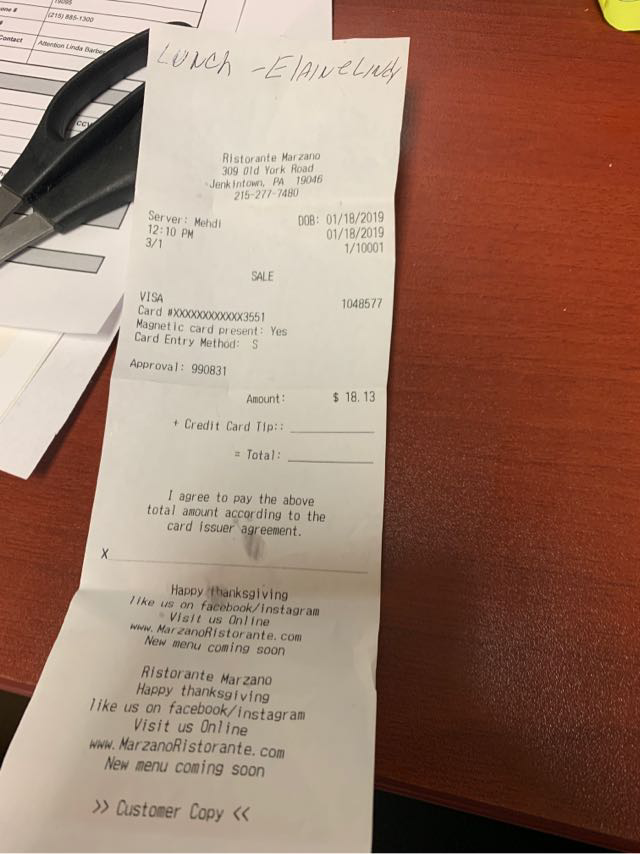 19095
one #
(215) 885-1300
Contact
Attention Linda Barbe
CCV
LUNCH - ELAINE LINDY
Ristorante Marzano
309 Old York Road
Jenkintown, PA 19046
215-277-7480
Server: Mehdi DOB: 01/18/2019
12:10 PM 01/18/2019
3/1 1/10001
SALE
VISA 1048577
Card #XXXXXXXXXXXX3551
Magnetic card present: Yes
Card Entry Method: S
Approval: 990831
Amount: $ 18.13
+ Credit Card Tip::
= Total:
I agree to pay the above
total amount according to the
card issuer agreement.
X
Happy thanksgiving
like us on facebook/instagram
Visit us Online
www.MarzanoRistorante.com
New menu coming soon
Ristorante Marzano
Happy thanksgiving
like us on facebook/instagram
Visit us Online
www.MarzanoRistorante.com
New menu coming soon
>> Customer Copy <<